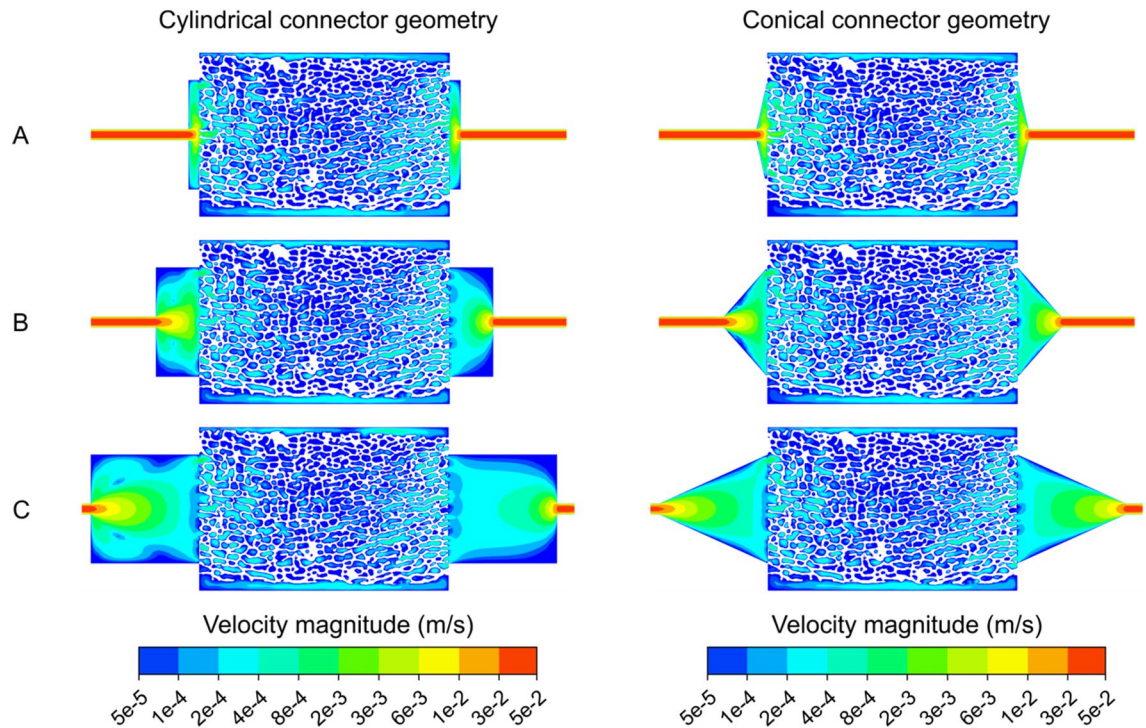 Cylindrical connector geometry
Conical connector geometry
A
B
C
Velocity magnitude (m/s)
Velocity magnitude (m/s)
5e-5 1e-4 2e-4 4e-4 8e-4 2e-3 3e-3 6e-3 1e-2 3e-2 5e-2
5e-5 1e-4 2e-4 4e-4 8e-4 2e-3 3e-3 6e-3 1e-2 3e-2 5e-2